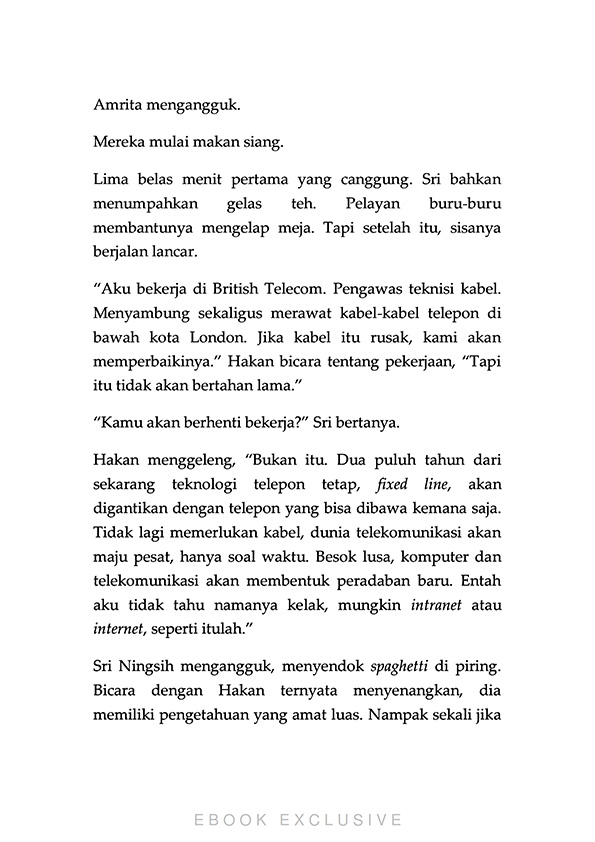 Amrita mengangguk.
Mereka mulai makan siang.
Lima belas menit pertama yang canggung. Sri bahkan
menumpahkan gelas teh. Pelayan buru-buru
membantunya mengelap meja. Tapi setelah itu, sisanya
berjalan lancar.
“Aku bekerja di British Telecom. Pengawas teknisi kabel.
Menyambung sekaligus merawat kabel-kabel telepon di
bawah kota London. Jika kabel itu rusak, kami akan
memperbaikinya.” Hakan bicara tentang pekerjaan, “Tapi
itu tidak akan bertahan lama.”
“Kamu akan berhenti bekerja?” Sri bertanya.
Hakan menggeleng, “Bukan itu. Dua puluh tahun dari
sekarang teknologi telepon tetap, fixed line, akan
digantikan dengan telepon yang bisa dibawa kemana saja.
Tidak lagi memerlukan kabel, dunia telekomunikasi akan
maju pesat, hanya soal waktu. Besok lusa, komputer dan
telekomunikasi akan membentuk peradaban baru. Entah
aku tidak tahu namanya kelak, mungkin intranet atau
internet, seperti itulah.”
Sri Ningsih mengangguk, menyendok spaghetti di piring.
Bicara dengan Hakan ternyata menyenangkan, dia
memiliki pengetahuan yang amat luas. Nampak sekali jika
EBOOK EXCLUSIVE